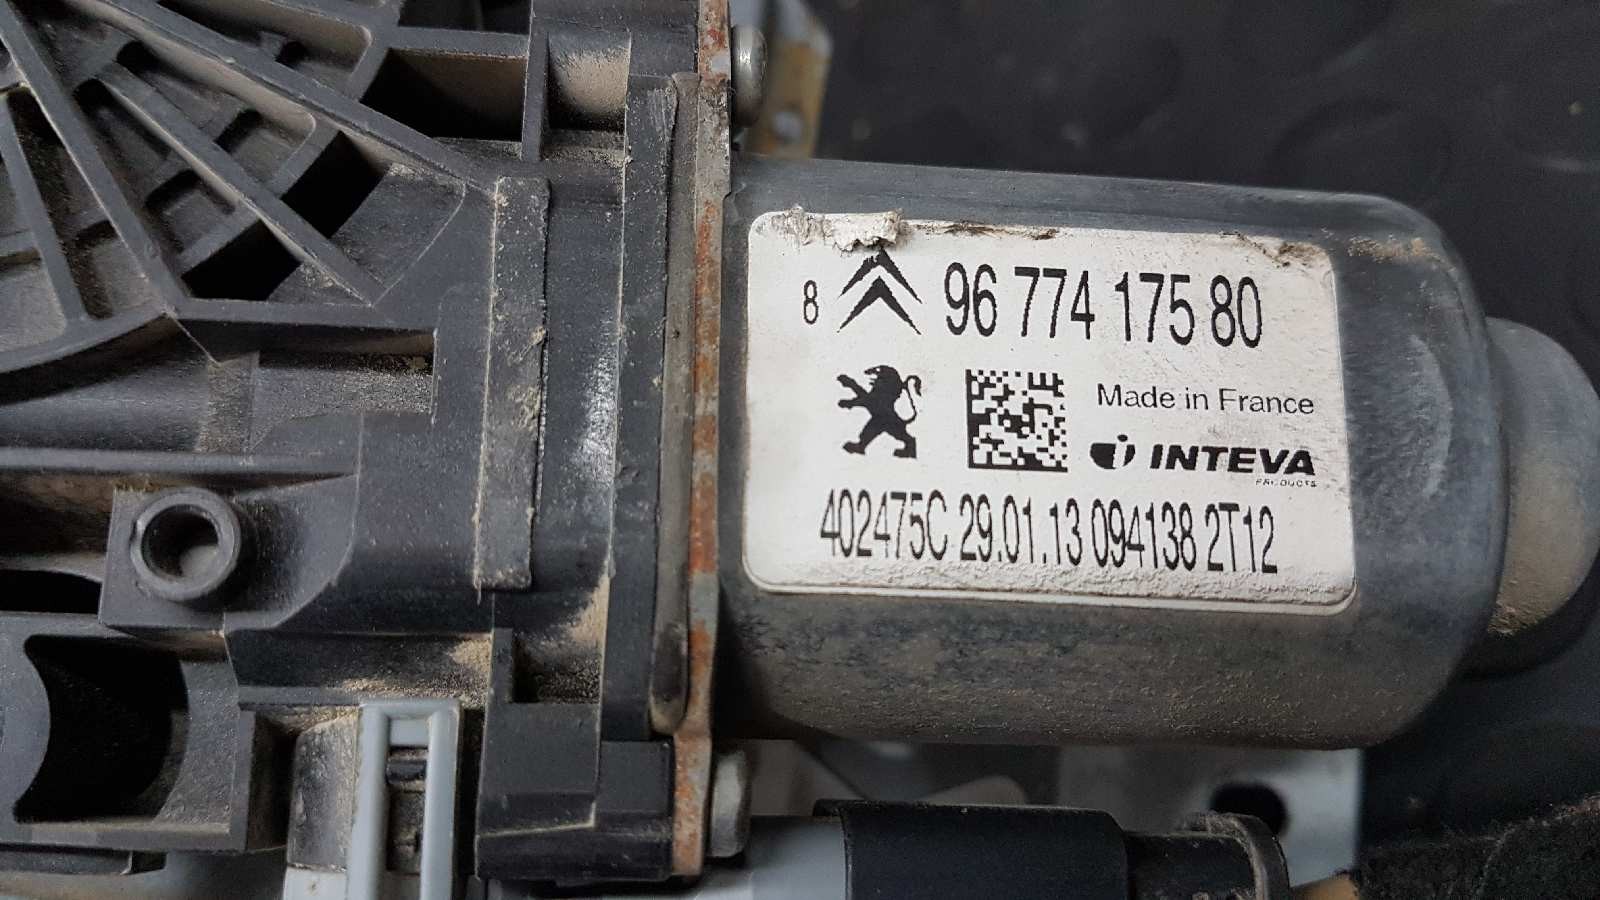 8 96 774 175 80
Made in France
INTEVA
PRODUCTS
402475C 29.01.13 094138 2T12